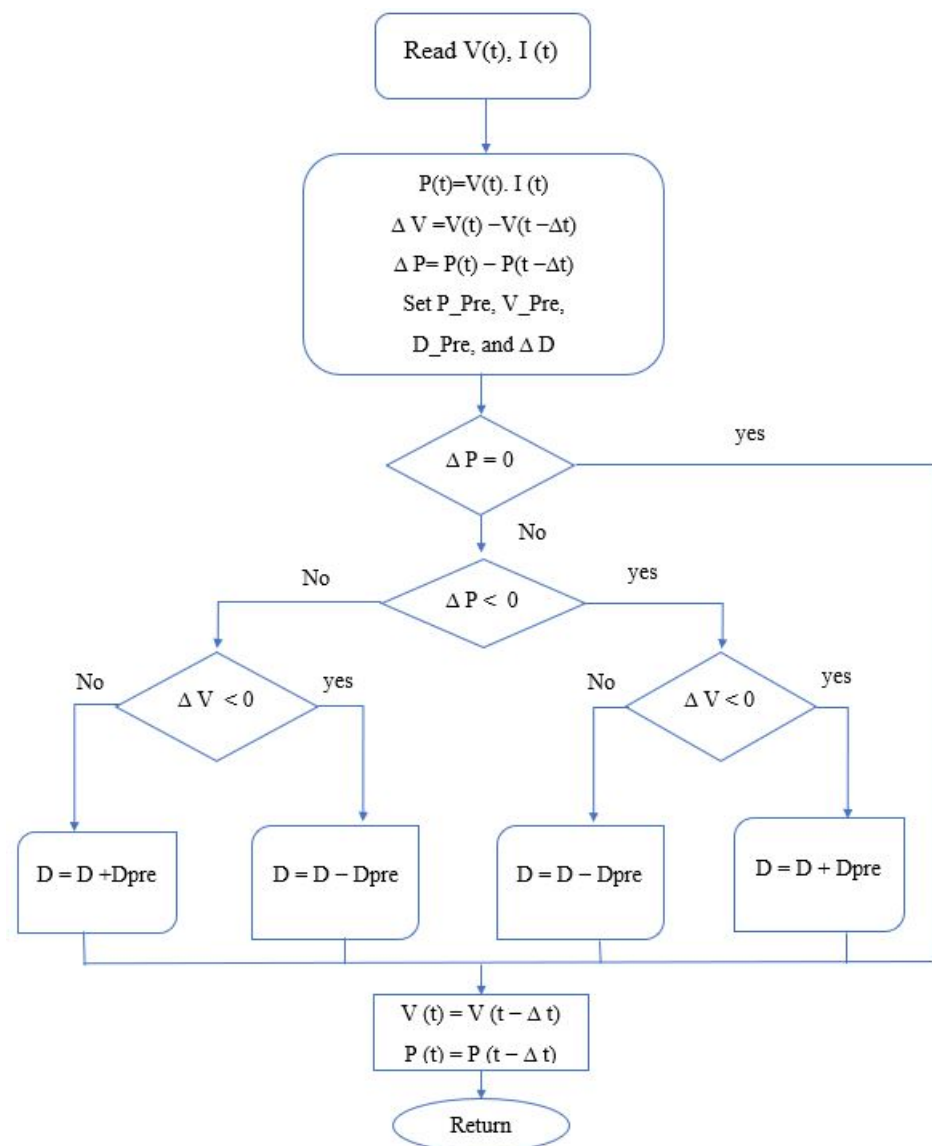 Read V(t), I (t)
P(t)=V(t). I (t)
Δ V =V(t) –V(t –Δt)
Δ P= P(t) – P(t –Δt)
Set P_Pre, V_Pre,
D_Pre, and Δ D
Δ P = 0
yes
No
Δ P <  0
No
yes
Δ V  < 0
No
yes
Δ V < 0
No
yes
D = D +Dpre
D = D – Dpre
D = D – Dpre
D = D + Dpre
V (t) = V (t – Δ t)
P (t) = P (t – Δ t)
Return